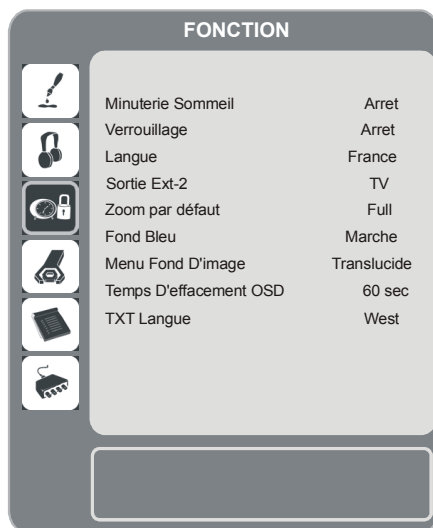 FONCTION
Minuterie Sommeil Arret
Verrouillage Arret
Langue France
Sortie Ext-2 TV
Zoom par défaut Full
Fond Bleu Marche
Menu Fond D'image Translucide
Temps D'effacement OSD 60 sec
TXT Langue West